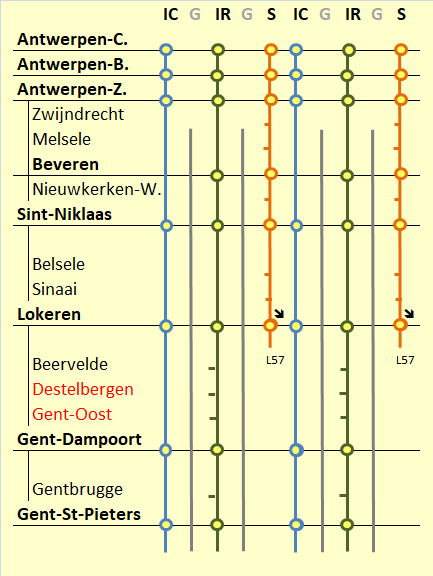 IC G IR G S IC G IR G S
Antwerpen-C.
Antwerpen-B.
Antwerpen-Z.
Zwijndrecht
Melsele
Beveren
Nieuwkerken-W.
Sint-Niklaas
Belsele
Sinaai
Lokeren
L57 L57
Beervelde
Destelbergen
Gent-Oost
Gent-Dampoort
Gentbrugge
Gent-St-Pieters